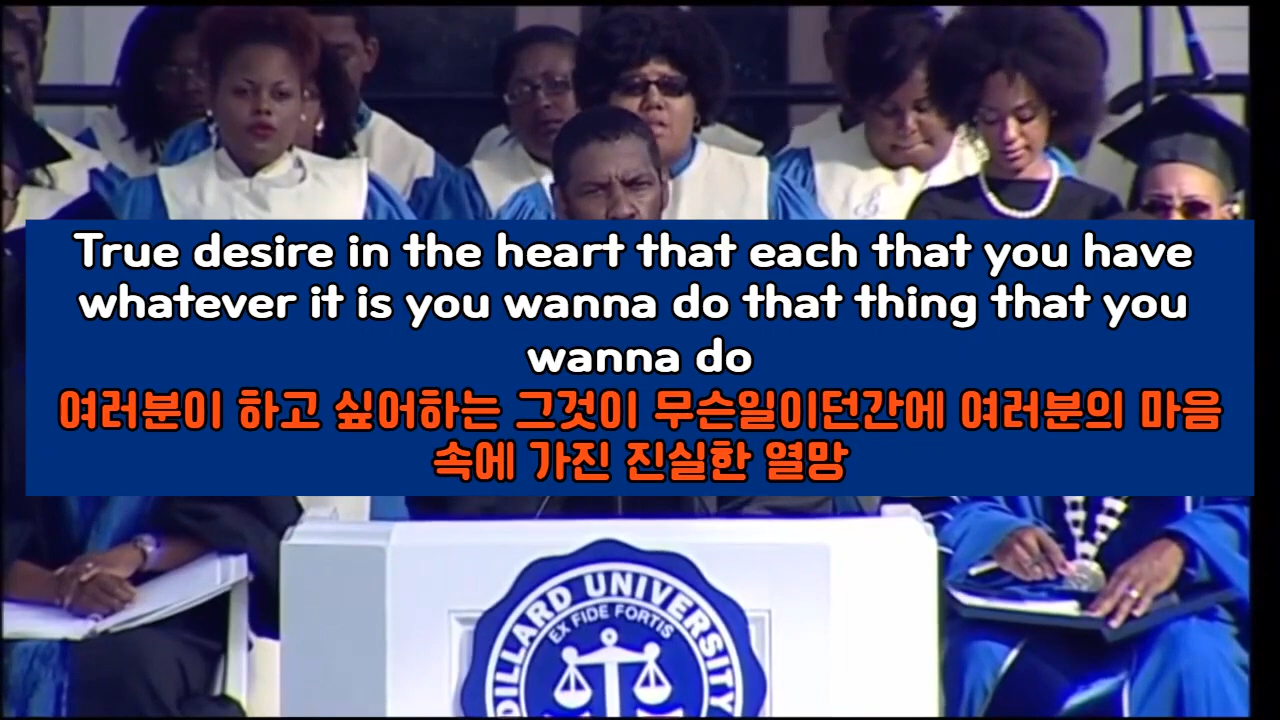 True desire in the heart that each that you have
whatever it is you wanna do that thing that you
wanna do
여러분이 하고 싶어하는 그것이 무슨일이던간에 여러분의 마음
속에 가진 진실한 열망
DILLARD UNIVERSITY
EX FIDE FORTIS